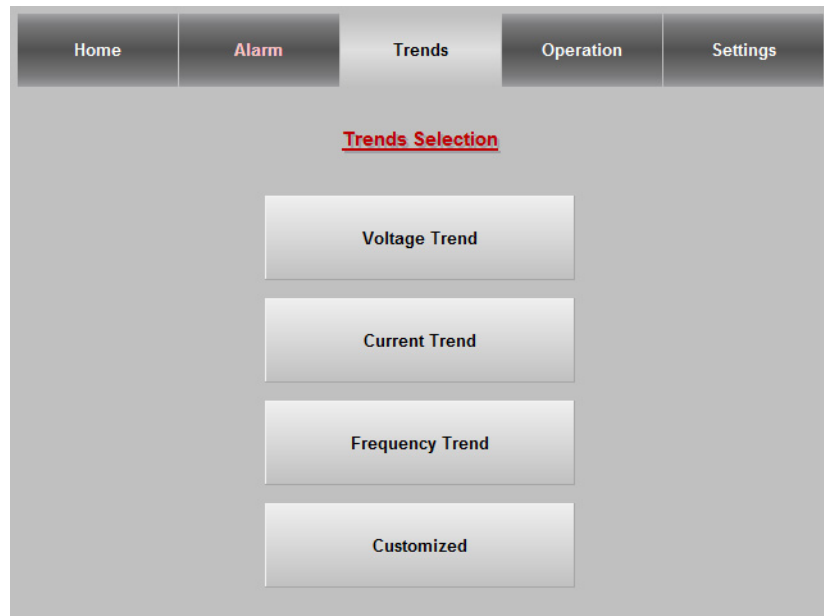 Home Alarm Trends Operation Settings
Trends Selection
Voltage Trend
Current Trend
Frequency Trend
Customized